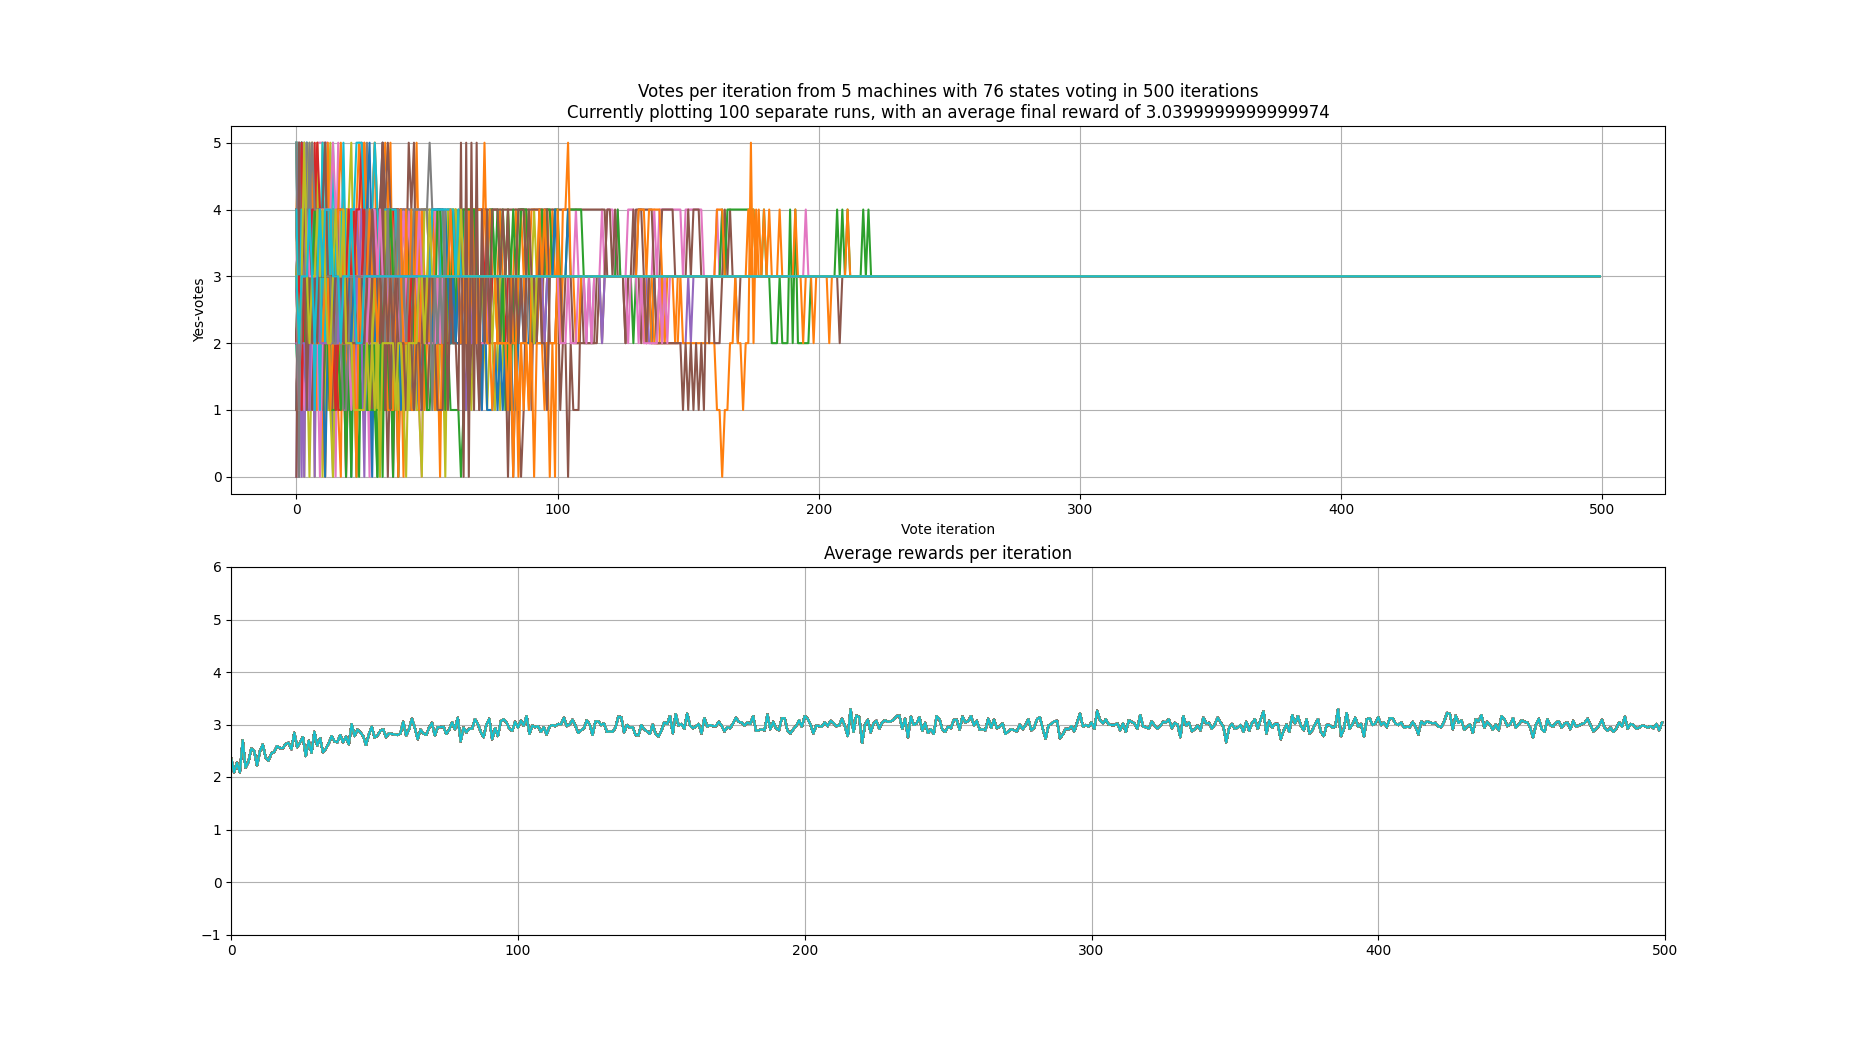 Votes per iteration from 5 machines with 76 states voting in 500 iterations
Currently plotting 100 separate runs, with an average final reward of 3.0399999999999974
5
4
3
2
1
0
Yes-votes
0 100 200 300 400 500
Vote iteration
Average rewards per iteration
6
5
4
3
2
1
0
−1
0 100 200 300 400 500